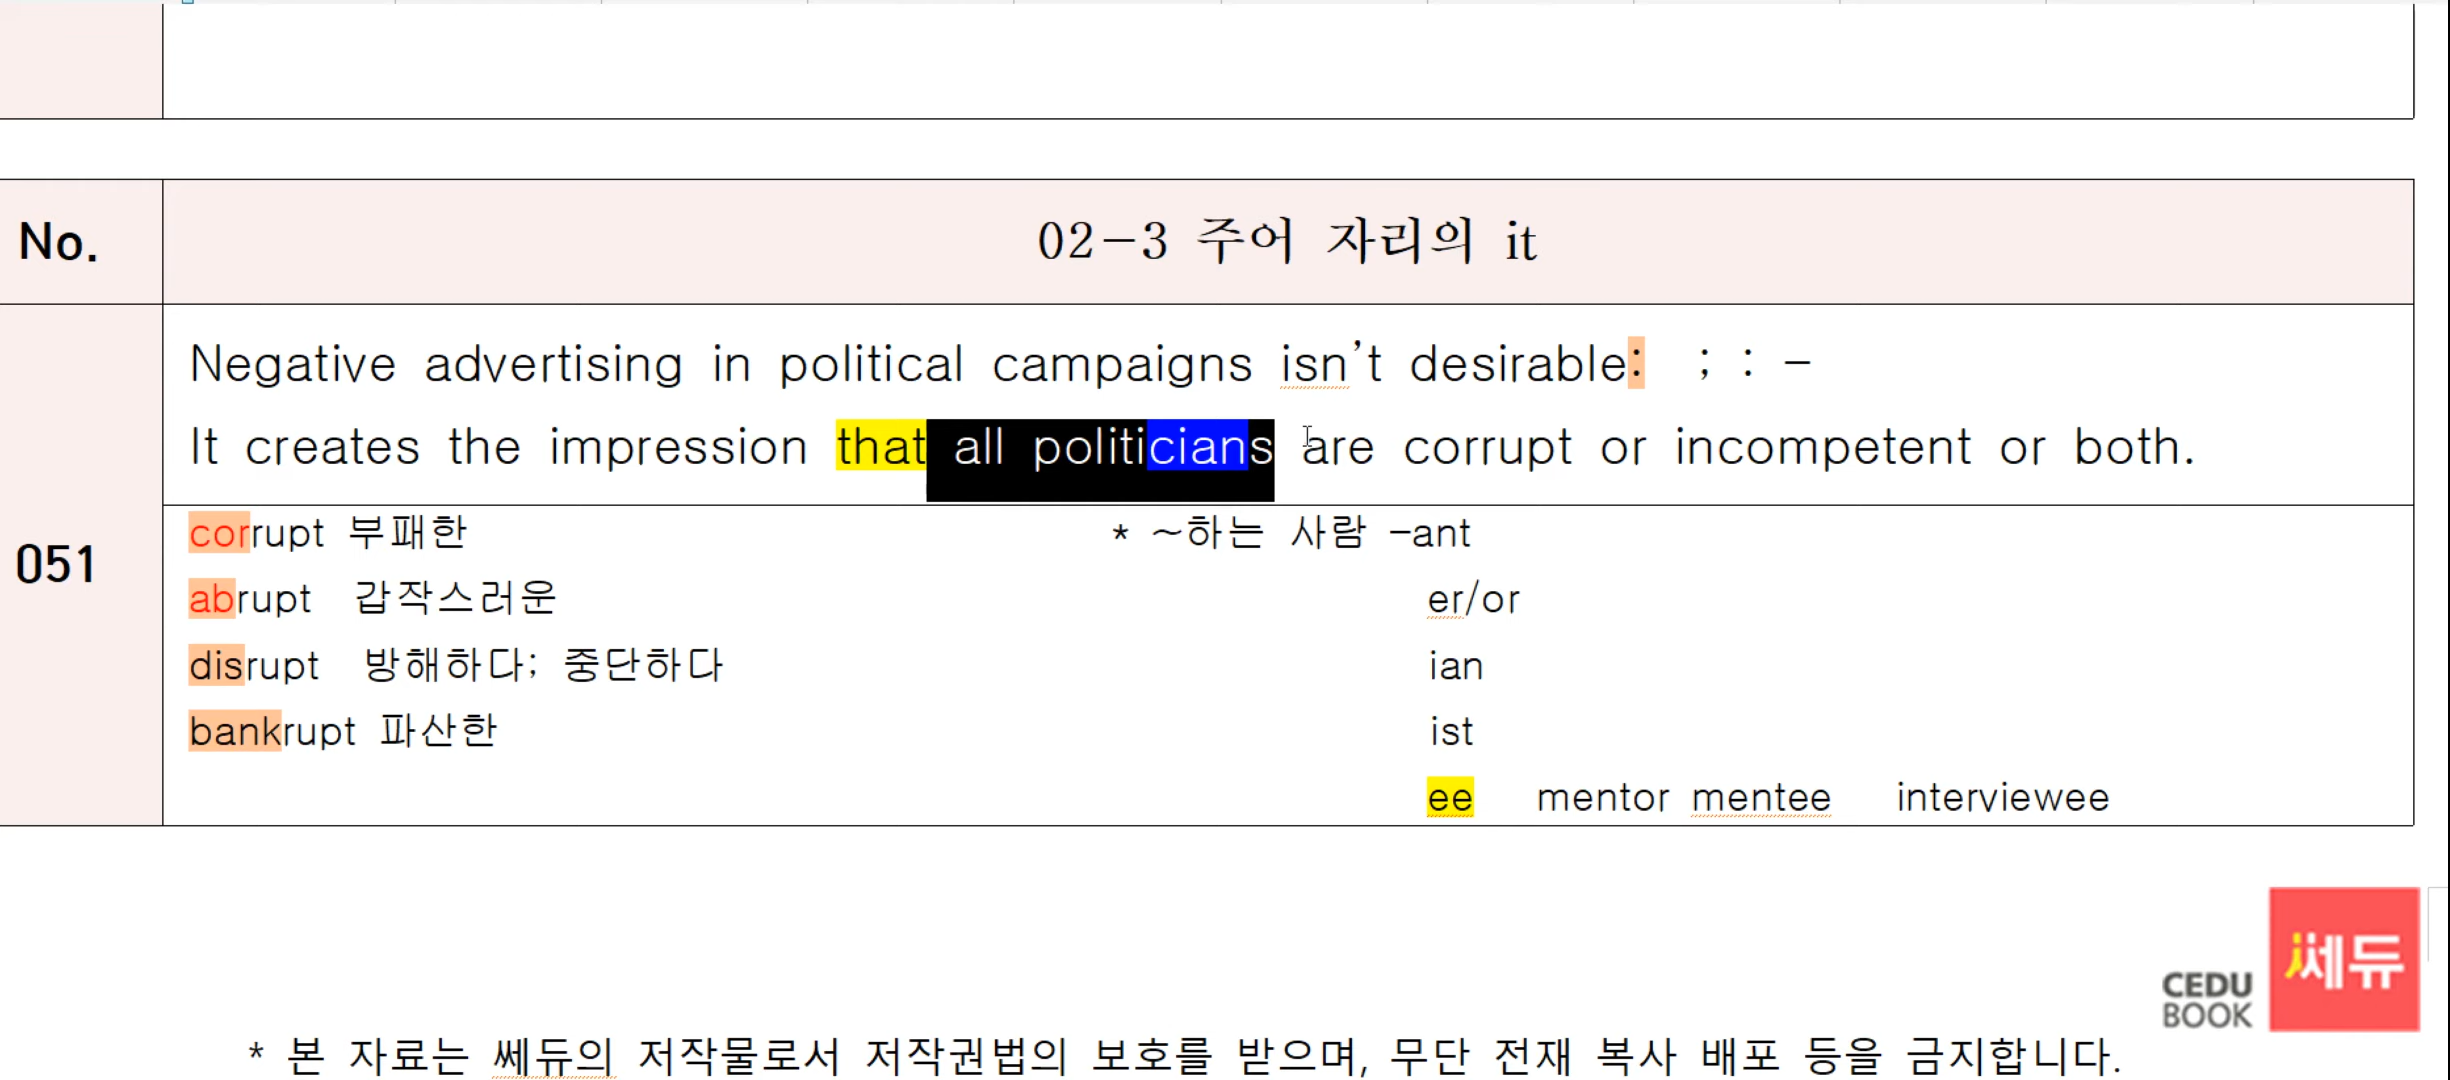 No. 02-3 주어 자리의 it
Negative advertising in political campaigns isn't desirable: ; : -
It creates the impression that all politicians are corrupt or incompetent or both.
051
corrupt 부패한 * ~하는 사람 -ant
abrupt 갑작스러운 er/or
disrupt 방해하다; 중단하다 ian
bankrupt 파산한 ist
ee mentor mentee interviewee
쎄듀
CEDU
BOOK
* 본 자료는 쎄듀의 저작물로서 저작권법의 보호를 받으며, 무단 전재 복사 배포 등을 금지합니다.